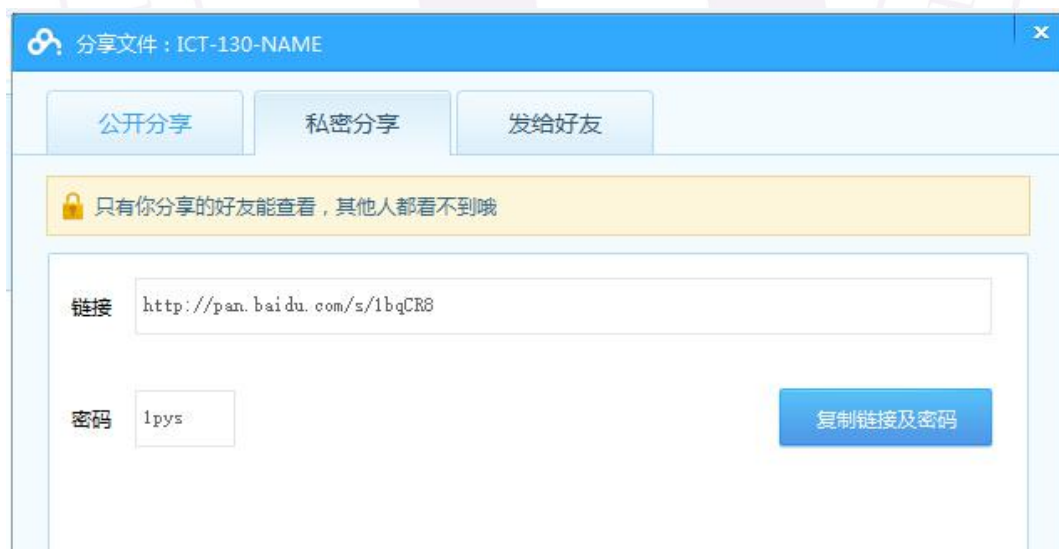 分享文件：ICT-130-NAME
x
公开分享 私密分享 发给好友
只有你分享的好友能查看，其他人都看不到哦
链接 http://pan.baidu.com/s/1bqCR8
密码 1pys 复制链接及密码